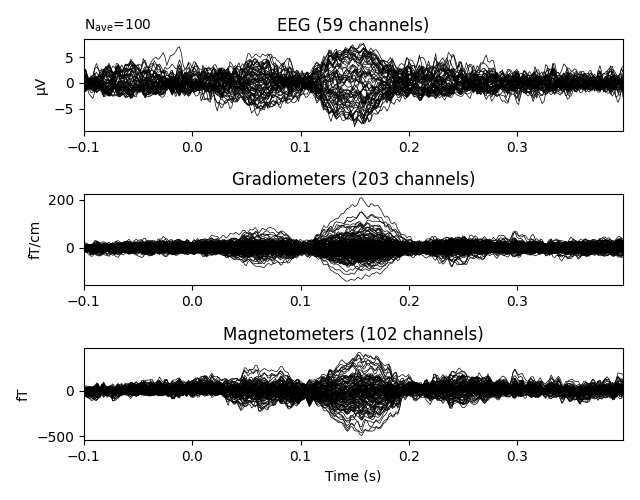 N_ave=100
EEG (59 channels)
5
0
−5
µV
−0.1 0.0 0.1 0.2 0.3
Gradiometers (203 channels)
200
0
fT/cm
−0.1 0.0 0.1 0.2 0.3
Magnetometers (102 channels)
0
−500
fT
−0.1 0.0 0.1 0.2 0.3
Time (s)